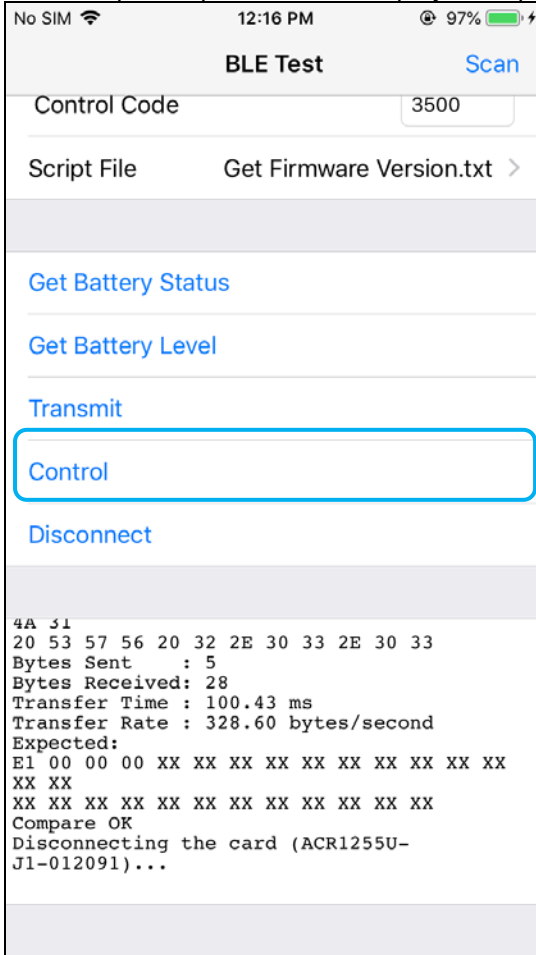 No SIM 12:16 PM 97%
BLE Test Scan
Control Code 3500
Script File Get Firmware Version.txt >
Get Battery Status
Get Battery Level
Transmit
Control
Disconnect
4A 31
20 53 57 56 20 32 2E 30 33 2E 30 33
Bytes Sent    : 5
Bytes Received: 28
Transfer Time : 100.43 ms
Transfer Rate : 328.60 bytes/second
Expected:
E1 00 00 00 XX XX XX XX XX XX XX XX XX XX
XX XX
XX XX XX XX XX XX XX XX XX XX XX XX
Compare OK
Disconnecting the card (ACR1255U-
J1-012091)...